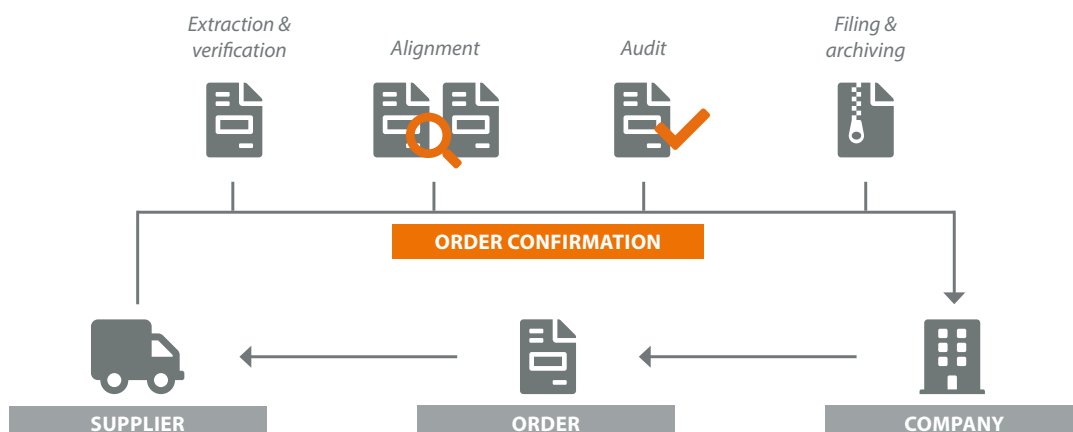 Extraction &
verification
Alignment
Audit
Filing &
archiving
ORDER CONFIRMATION
SUPPLIER
ORDER
COMPANY